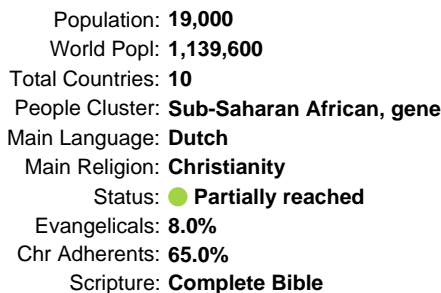 Population: 19,000
World Popl: 1,139,600
Total Countries: 10
People Cluster: Sub-Saharan African, gene
Main Language: Dutch
Main Religion: Christianity
Status: Partially reached
Evangelicals: 8.0%
Chr Adherents: 65.0%
Scripture: Complete Bible